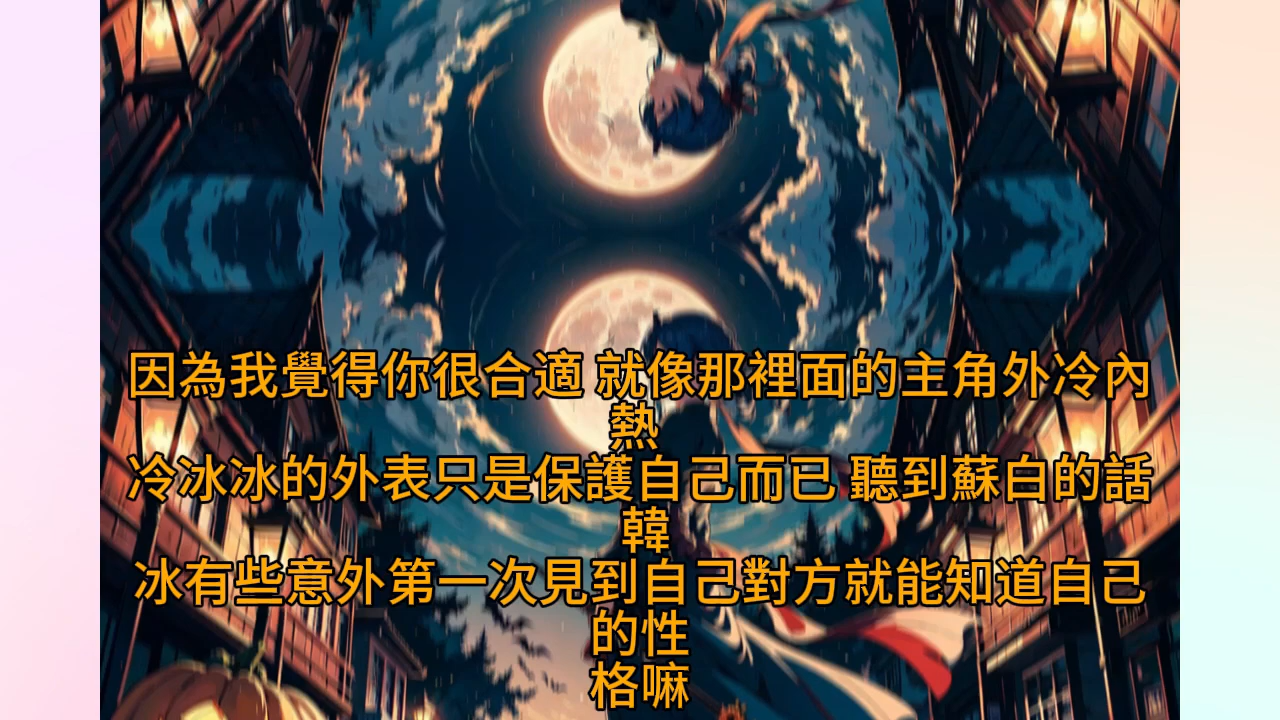 因為我覺得你很合適 就像那裡面的主角外冷內
熱
冷冰冰的外表只是保護自己而已 聽到蘇白的話
韓
冰有些意外第一次見到自己對方就能知道自己
的性
格嘛